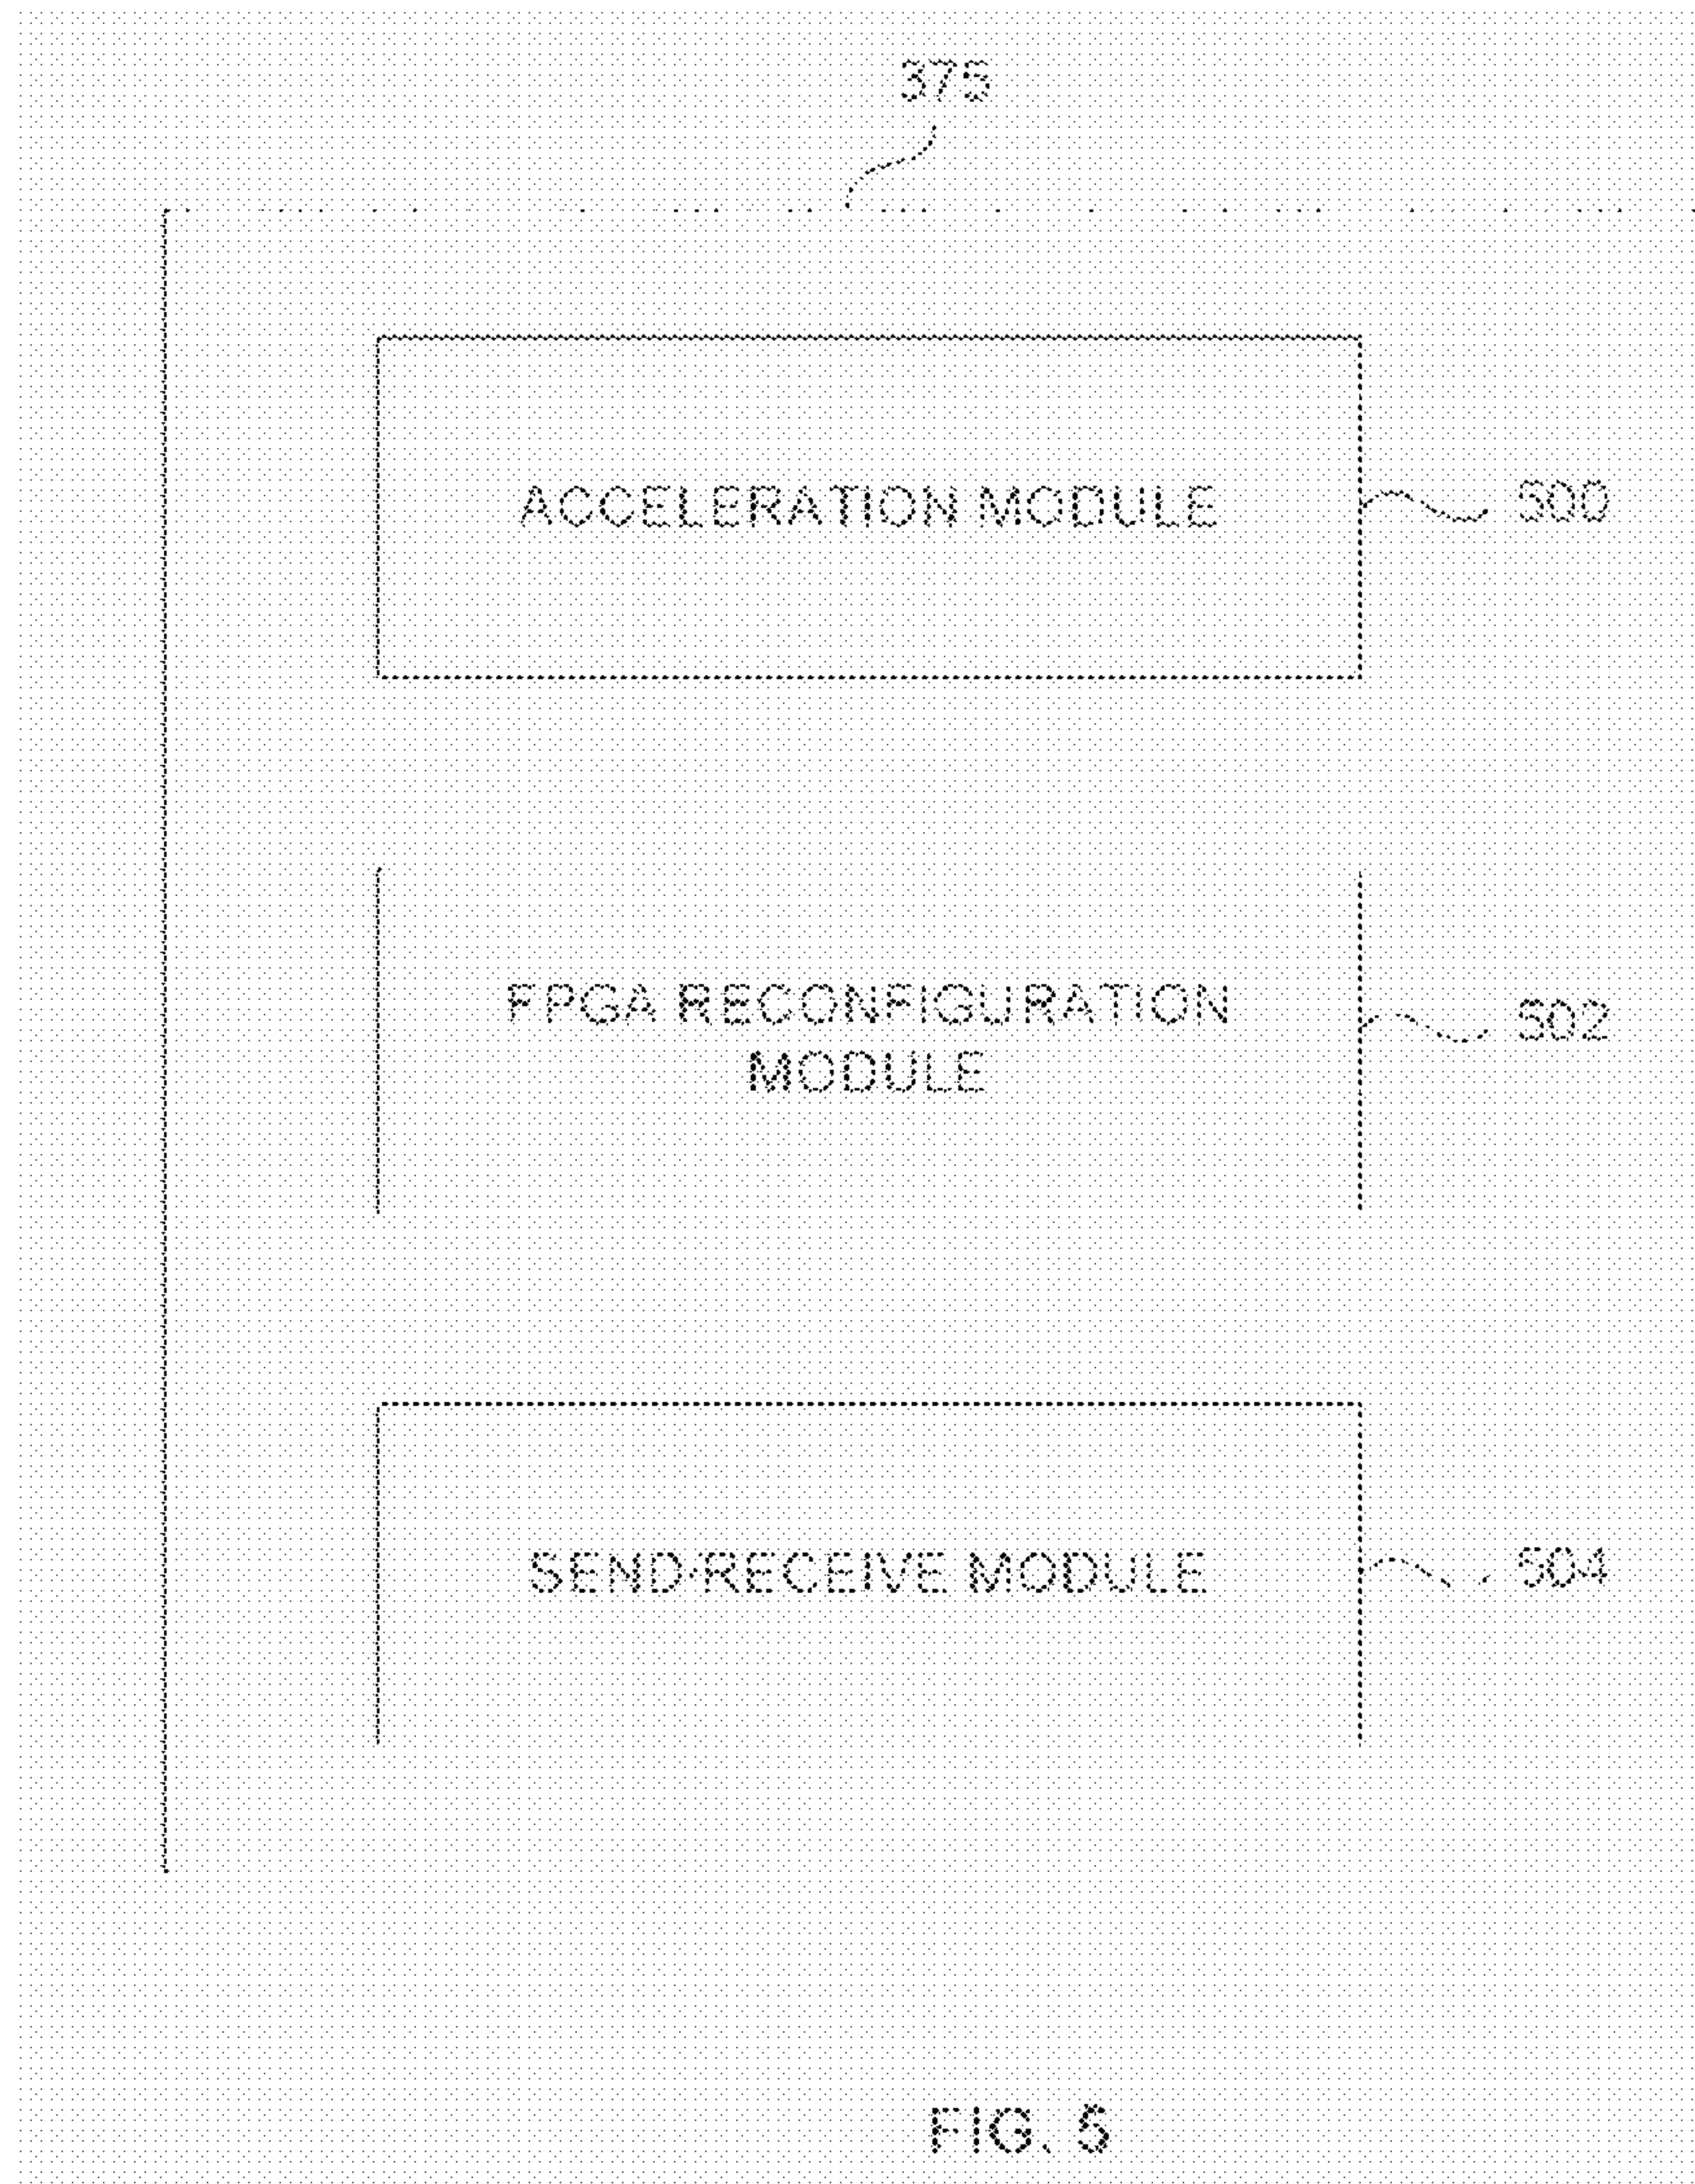 375
ACCELERATION MODULE
500
FPGA RECONFIGURATION
MODULE
502
SEND/RECEIVE MODULE
504
FIG. 5